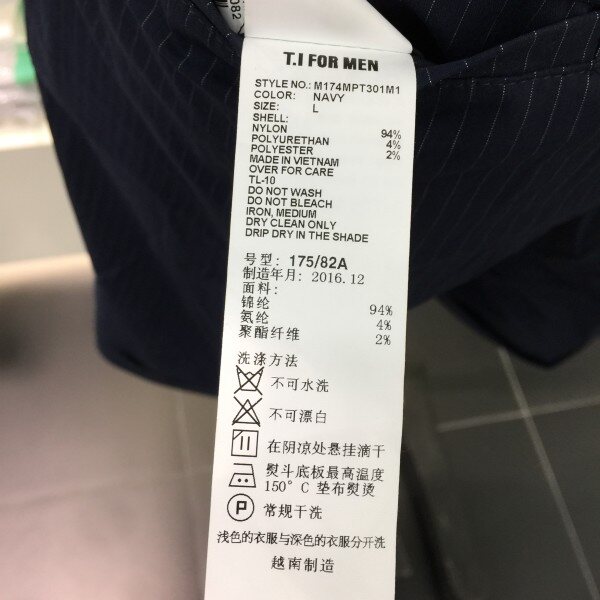 082
T.I FOR MEN
STYLE NO.: M174MPT301M1
COLOR: NAVY
SIZE: L
SHELL:
NYLON 94%
POLYURETHAN 4%
POLYESTER 2%
MADE IN VIETNAM
OVER FOR CARE
TL-10
DO NOT WASH
DO NOT BLEACH
IRON, MEDIUM
DRY CLEAN ONLY
DRIP DRY IN THE SHADE
号型: 175/82A
制造年月: 2016.12
面料:
锦纶 94%
氨纶 4%
聚酯纤维 2%
洗涤方法
不可水洗
不可漂白
在阴凉处悬挂滴干
熨斗底板最高温度
150°C 垫布熨烫
P 常规干洗
浅色的衣服与深色的衣服分开洗
越南制造